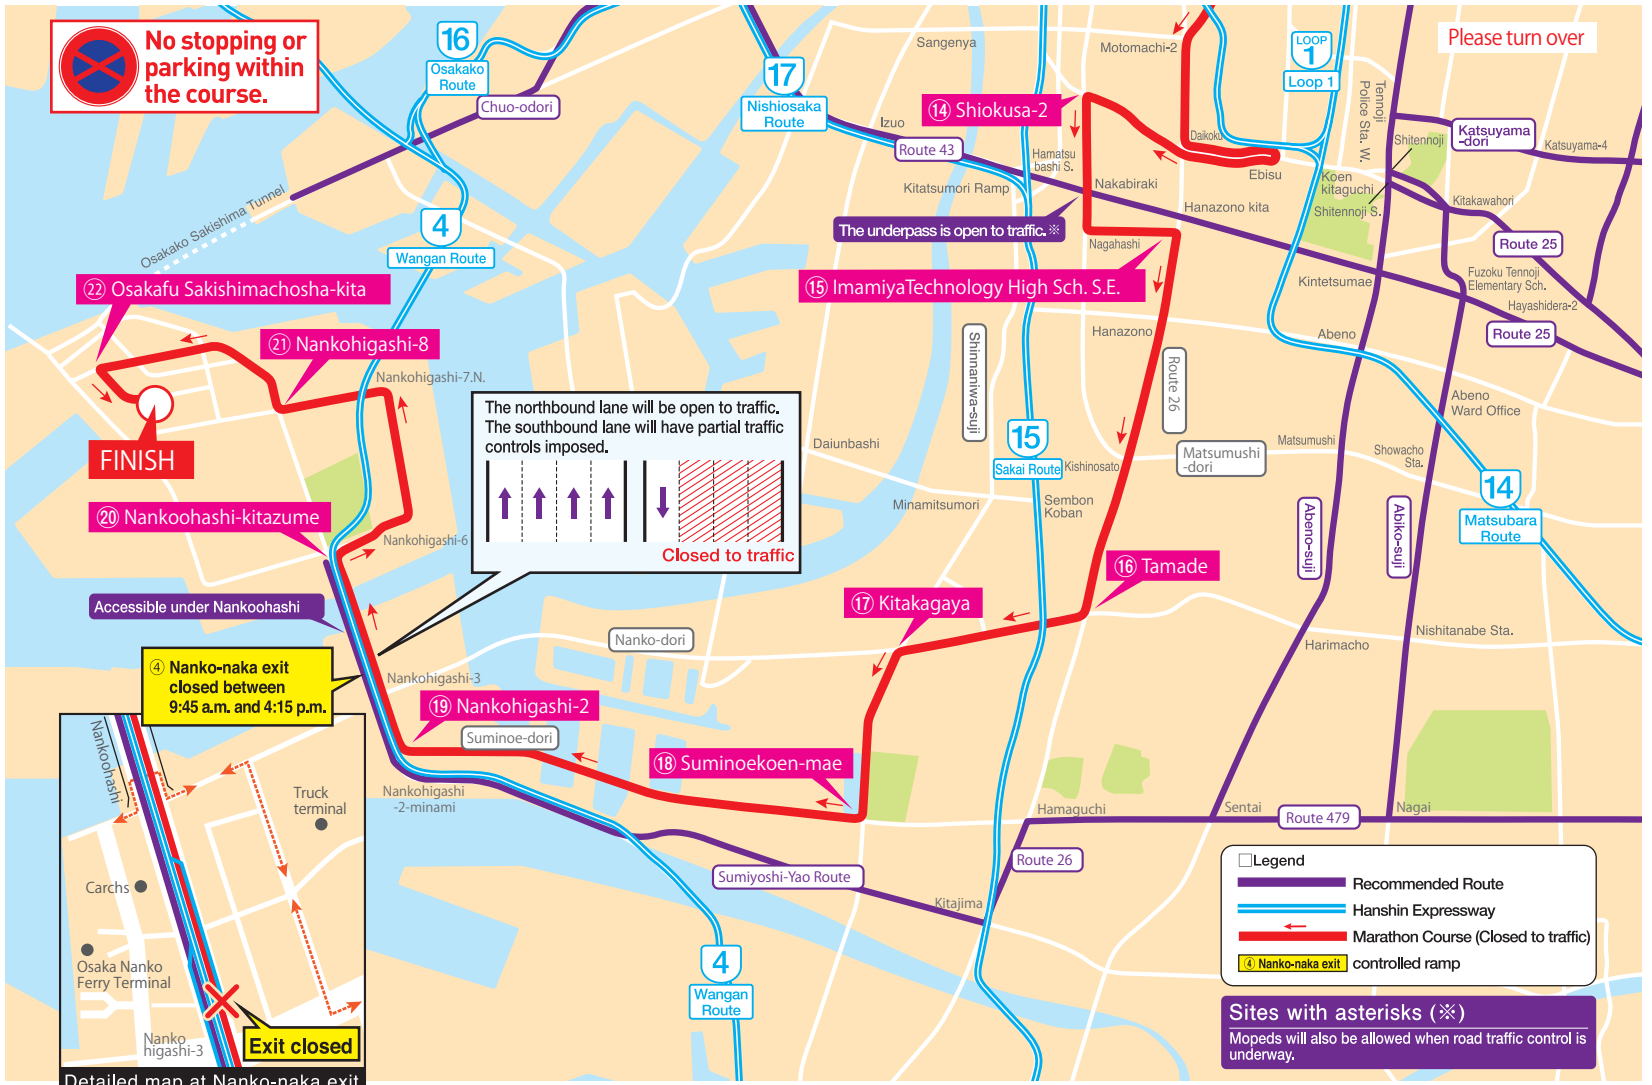 No stopping or
parking within
the course.
16
Osakako
Route
Chuo-odori
17
Nishiosaka
Route
Sangenya
Motomachi-2
LOOP
1
Loop 1
Please turn over
Izuo
Route 43
⑭ Shiokusa-2
Daikoku
Tennoji
Police Sta. W.
Shitennoji
Katsuyama
-dori
Katsuyama-4
Hamatsu
bashi S.
Kitatsumori Ramp
Nakabiraki
Ebisu
Koen
kitaguchi
Shitennoji S.
Kitakawahori
Hanazono kita
Osakako Sakishima Tunnel
4
Wangan Route
The underpass is open to traffic.※
Nagahashi
Route 25
㉒ Osakafu Sakishimachosha-kita
⑮ ImamiyaTechnology High Sch. S.E.
Kintetsumae
Fuzoku Tennoji
Elementary Sch.
Hayashidera-2
㉑ Nankohigashi-8
Shinnaniwa-suji
Hanazono
Abeno
Route 25
Nankohigashi-7.N.
Route 26
Abeno
Ward Office
The northbound lane will be open to traffic.
The southbound lane will have partial traffic
controls imposed.
Closed to traffic
FINISH
Daiunbashi
15
Sakai Route
Kishinosato
Matsumushi
-dori
Matsumushi
Showacho
Sta.
14
Matsubara
Route
Minamitsumori
Sembon
Koban
⑳ Nankoohashi-kitazume
Nankohigashi-6
Abeno-suji
Abiko-suji
⑯ Tamade
⑰ Kitakagaya
Accessible under Nankoohashi
Nanko-dori
Nishitanabe Sta.
Harimacho
④ Nanko-naka exit
closed between
9:45 a.m. and 4:15 p.m.
Nankohigashi-3
⑲ Nankohigashi-2
Suminoe-dori
⑱ Suminoekoen-mae
Nankohigashi
-2-minami
Hamaguchi
Sentai
Route 479
Nagai
Nankoohashi
Truck
terminal
Carchs
Osaka Nanko
Ferry Terminal
Nanko
higashi-3
Exit closed
Detailed map at Nanko-naka exit
Sumiyoshi-Yao Route
Route 26
Kitajima
4
Wangan
Route
□Legend
Recommended Route
Hanshin Expressway
Marathon Course (Closed to traffic)
④ Nanko-naka exit controlled ramp
Sites with asterisks (※)
Mopeds will also be allowed when road traffic control is
underway.